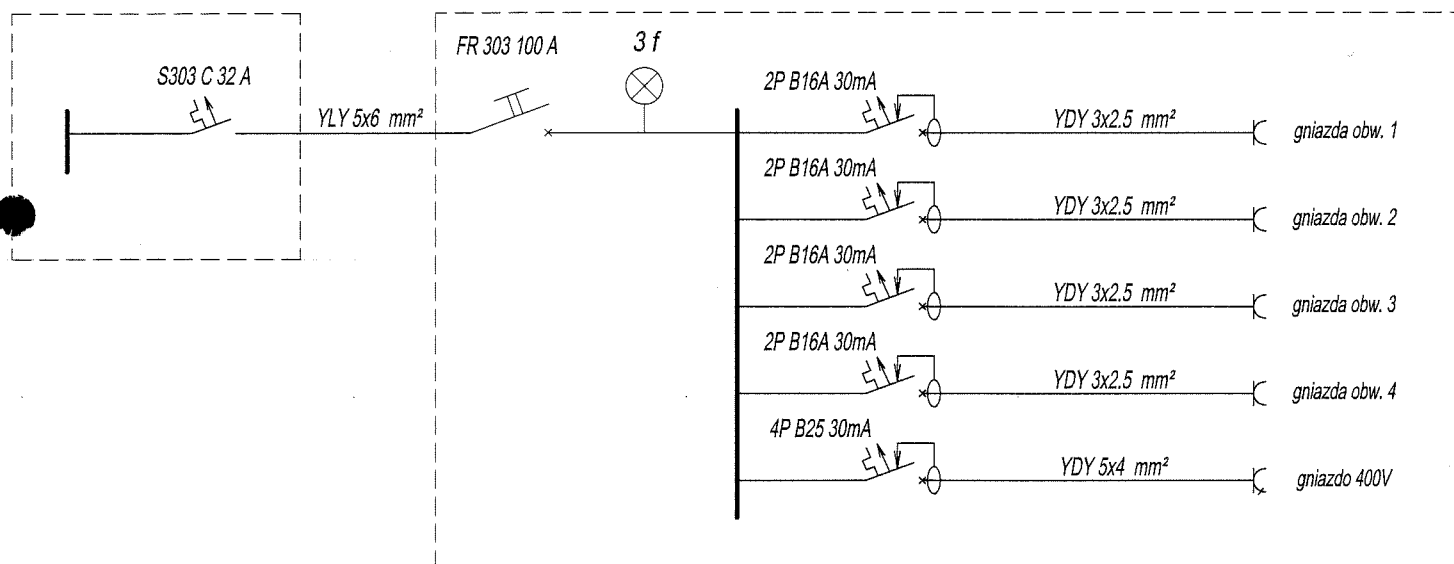 FR 303 100 A
3 f
S303 C 32 A
YLY 5x6 mm²
2P B16A 30mA
YDY 3x2.5 mm²
gniazda obw. 1
2P B16A 30mA
YDY 3x2.5 mm²
gniazda obw. 2
2P B16A 30mA
YDY 3x2.5 mm²
gniazda obw. 3
2P B16A 30mA
YDY 3x2.5 mm²
gniazda obw. 4
4P B25 30mA
YDY 5x4 mm²
gniazdo 400V